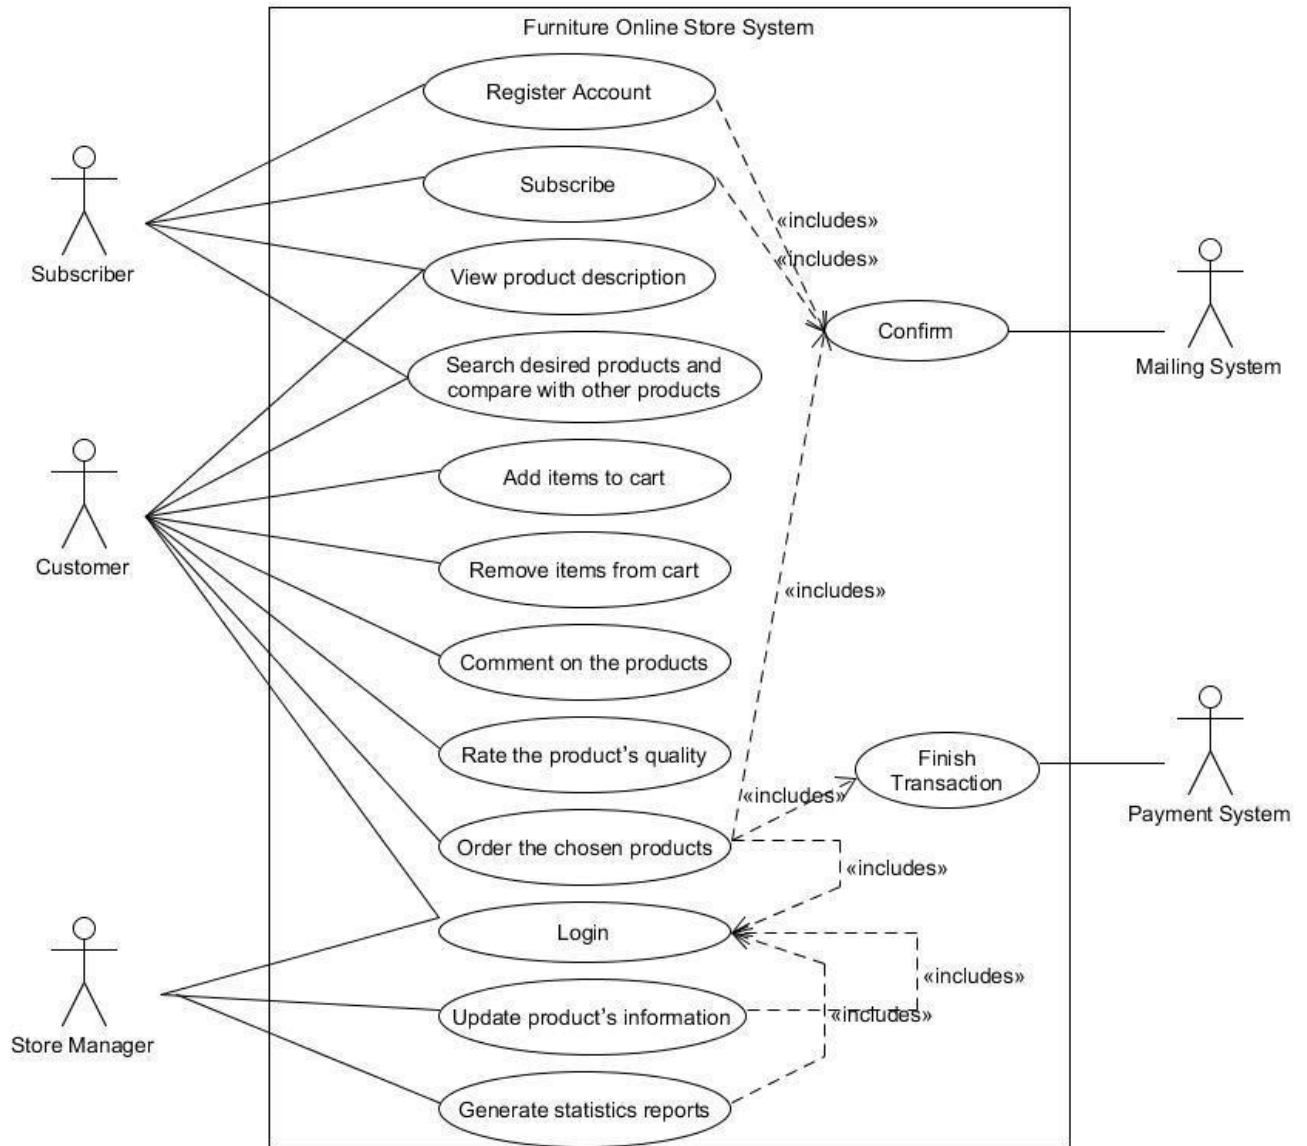 Furniture Online Store System
Register Account
Subscribe
Subscriber
«includes»
«includes»
View product description
Confirm
Mailing System
Search desired products and
compare with other products
Add items to cart
Customer
Remove items from cart
«includes»
Comment on the products
Rate the product's quality
Finish
Transaction
«includes»
Payment System
Order the chosen products
«includes»
Login
«includes»
Store Manager
Update product's information
«includes»
Generate statistics reports